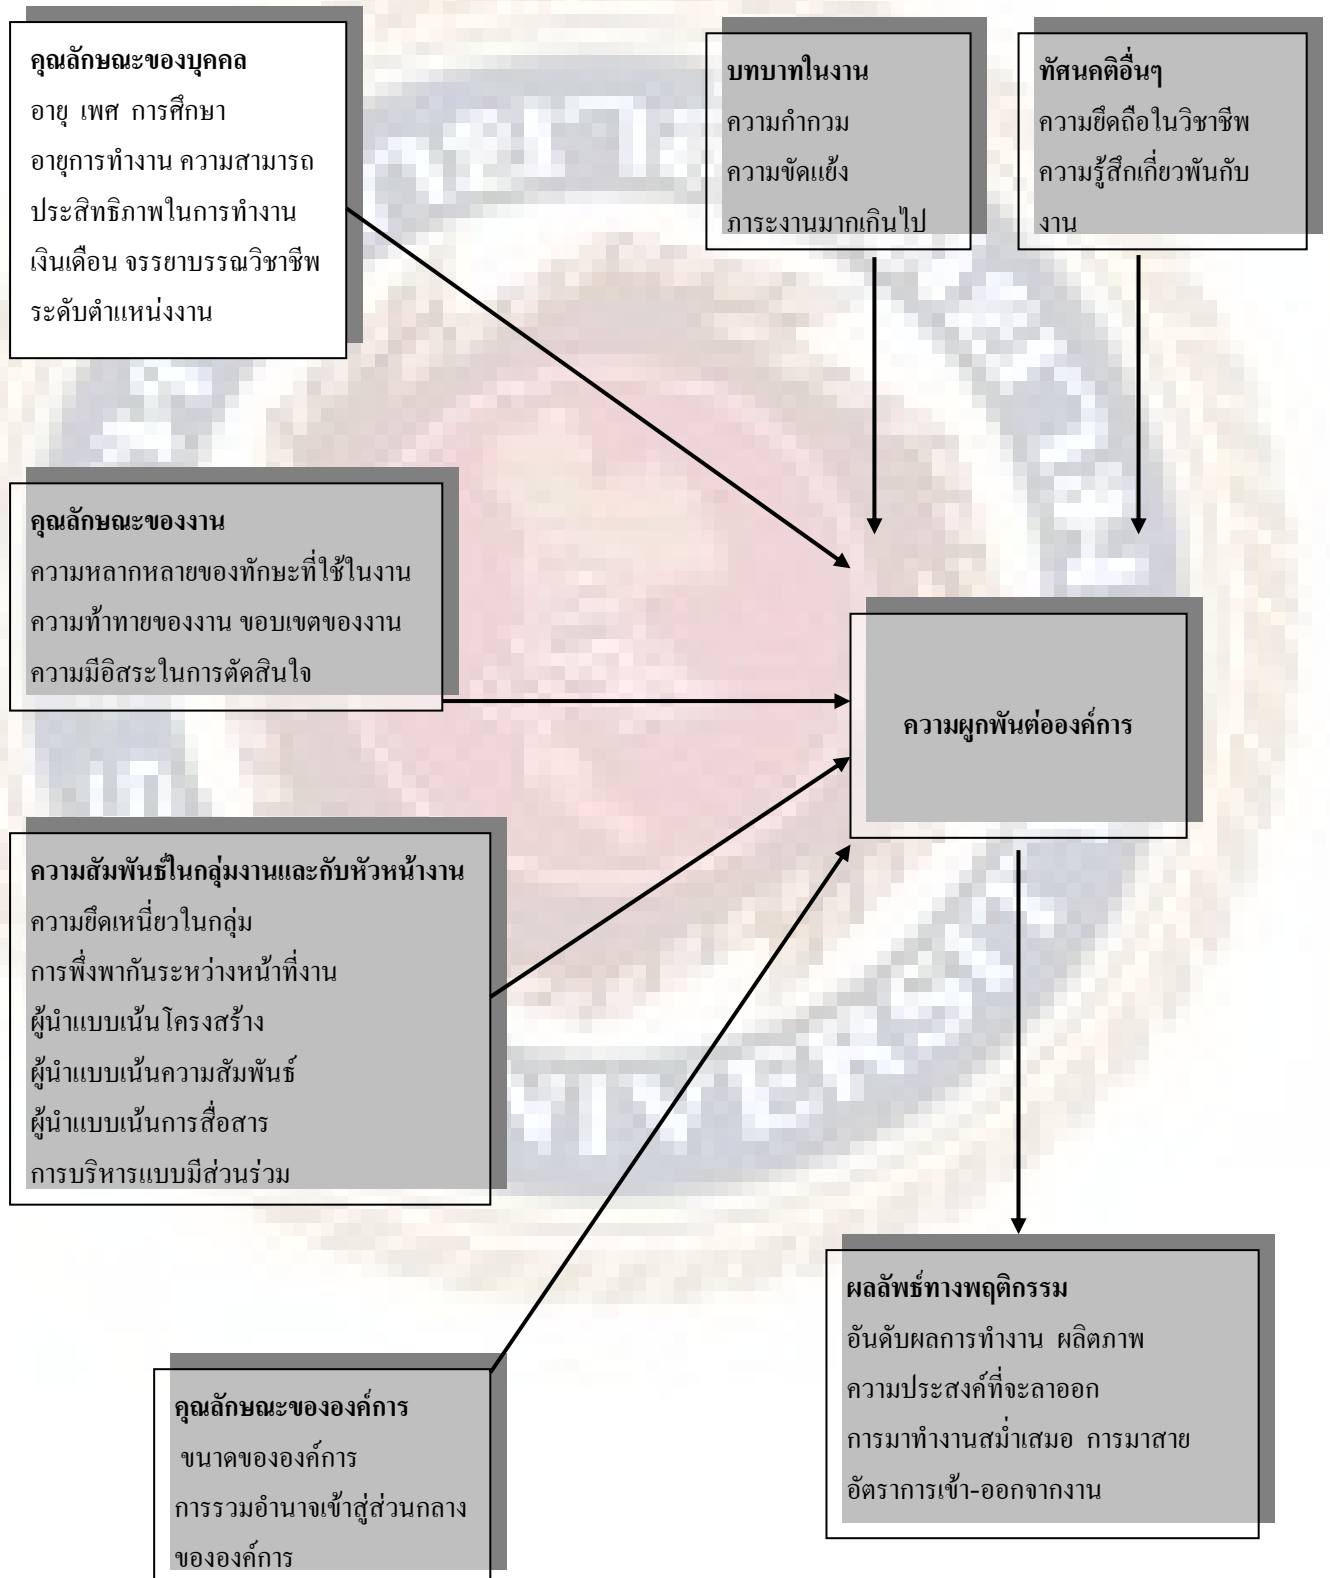 คุณลักษณะของบุคคล
อายุ เพศ การศึกษา
อายุการทำงาน ความสามารถ
ประสิทธิภาพในการทำงาน
เงินเดือน จรรยาบรรณวิชาชีพ
ระดับตำแหน่งงาน
บทบาทในงาน
ความกำกวม
ความขัดแย้ง
ภาระงานมากเกินไป
ทัศนคติอื่นๆ
ความยึดถือในวิชาชีพ
ความรู้สึกเกี่ยวพันกับ
งาน
คุณลักษณะของงาน
ความหลากหลายของทักษะที่ใช้ในงาน
ความท้าทายของงาน ขอบเขตของงาน
ความมีอิสระในการตัดสินใจ
ความผูกพันต่อองค์การ
ความสัมพันธ์ในกลุ่มงานและกับหัวหน้างาน
ความยึดเหนี่ยวในกลุ่ม
การพึ่งพากันระหว่างหน้าที่งาน
ผู้นำแบบเน้นโครงสร้าง
ผู้นำแบบเน้นความสัมพันธ์
ผู้นำแบบเน้นการสื่อสาร
การบริหารแบบมีส่วนร่วม
คุณลักษณะขององค์การ
ขนาดขององค์การ
การรวมอำนาจเข้าสู่ส่วนกลาง
ขององค์การ
ผลลัพธ์ทางพฤติกรรม
อันดับผลการทำงาน ผลิตภาพ
ความประสงค์ที่จะลาออก
การมาทำงานสม่ำเสมอ การมาสาย
อัตราการเข้า-ออกจากงาน